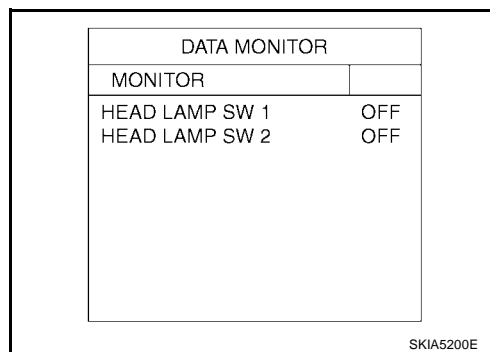 DATA MONITOR
MONITOR
HEAD LAMP SW 1 OFF
HEAD LAMP SW 2 OFF
SKIA5200E